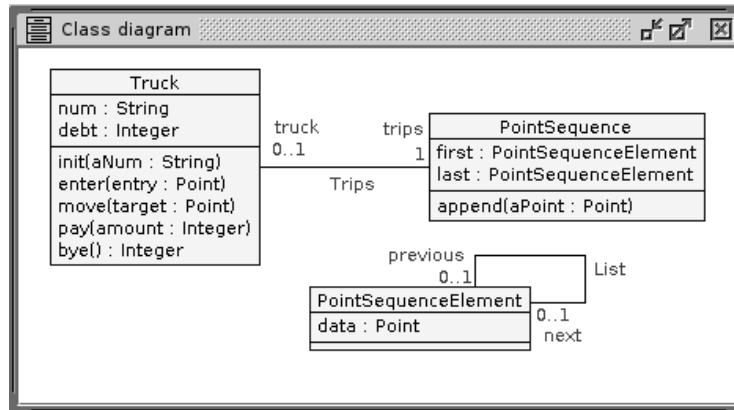 Class diagram
Truck
num : String
debt : Integer
init(aNum : String)
enter(entry : Point)
move(target : Point)
pay(amount : Integer)
bye() : Integer
truck
0..1
Trips
trips
1
PointSequence
first : PointSequenceElement
last : PointSequenceElement
append(aPoint : Point)
previous
0..1
List
PointSequenceElement
data : Point
0..1
next